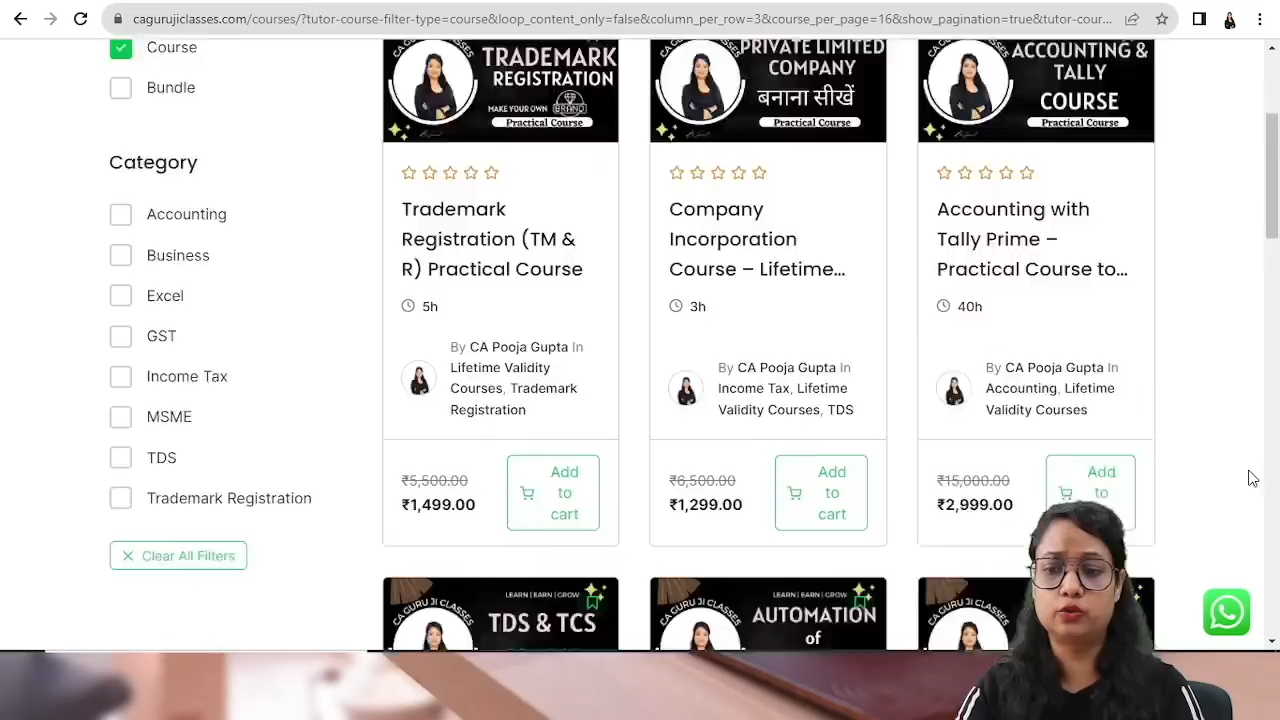 cagurujiclasses.com/courses/?tutor-course-filter-type=course&loop_content_only=false&column_per_row=3&course_per_page=16&show_pagination=true&tutor-cour...
Course
Bundle
Category
Accounting
Business
Excel
GST
Income Tax
MSME
TDS
Trademark Registration
Clear All Filters
TRADEMARK
REGISTRATION
MAKE YOUR OWN BRAND
Practical Course
Trademark
Registration (TM &
R) Practical Course
5h
By CA Pooja Gupta In
Lifetime Validity
Courses, Trademark
Registration
₹5,500.00
₹1,499.00
Add
to
cart
PRIVATE LIMITED
COMPANY
बनाना सीखें
Practical Course
Company
Incorporation
Course – Lifetime...
3h
By CA Pooja Gupta In
Income Tax, Lifetime
Validity Courses, TDS
₹6,500.00
₹1,299.00
Add
to
cart
ACCOUNTING &
TALLY
COURSE
Practical Course
Accounting with
Tally Prime –
Practical Course to...
40h
By CA Pooja Gupta In
Accounting, Lifetime
Validity Courses
₹15,000.00
₹2,999.00
Add
to
CA GURU JI CLASSES
LEARN | EARN | GROW
TDS & TCS
CA GURU JI CLASSES
LEARN | EARN | GROW
AUTOMATION
of